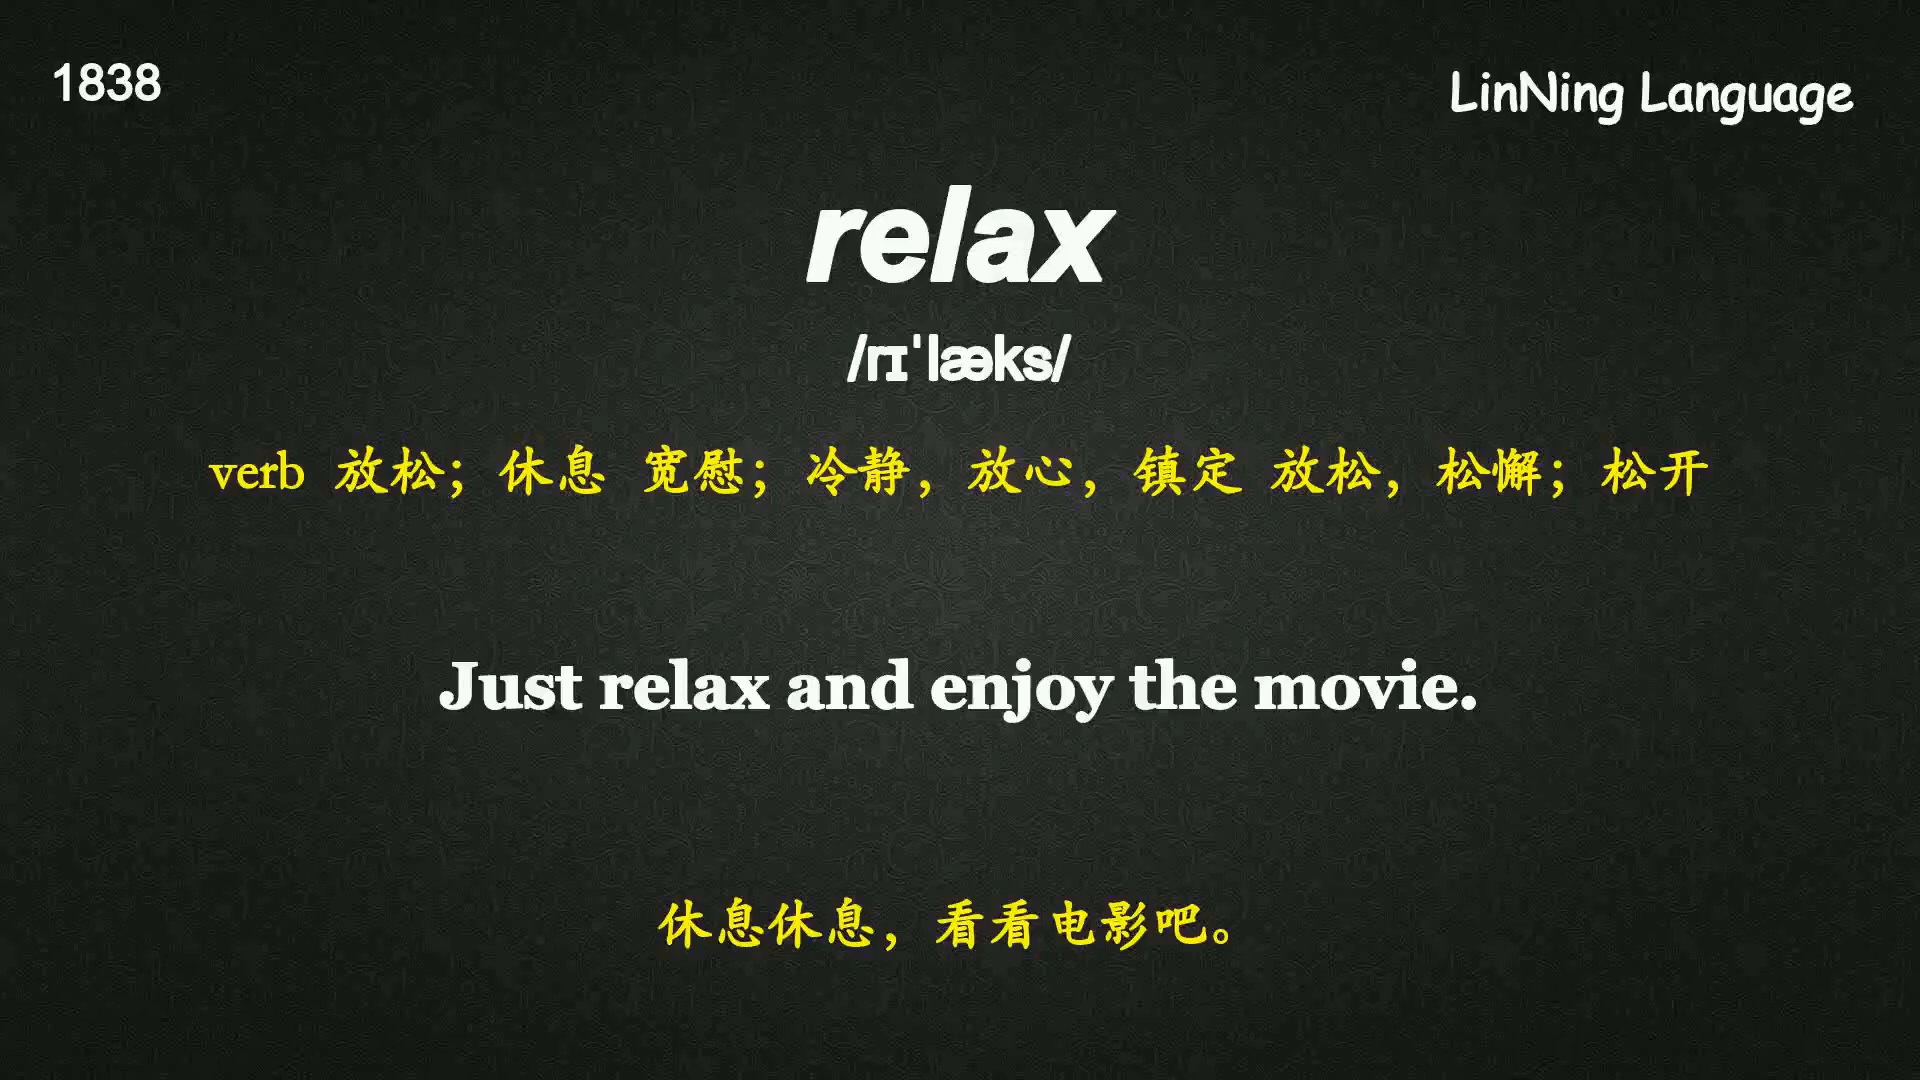 1838
LinNing Language
relax
/rɪˈlæks/
verb 放松；休息 宽慰；冷静，放心，镇定 放松，松懈；松开
Just relax and enjoy the movie.
休息休息，看看电影吧。